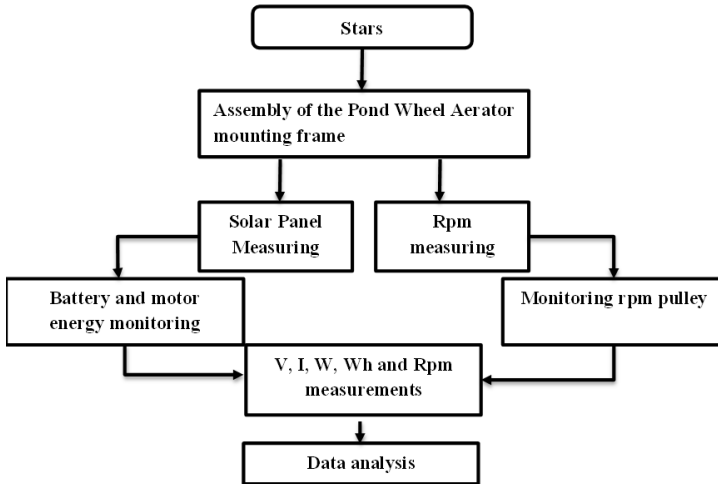 Stars
Assembly of the Pond Wheel Aerator
mounting frame
Solar Panel
Measuring
Rpm
measuring
Battery and motor
energy monitoring
Monitoring rpm pulley
V, I, W, Wh and Rpm
measurements
Data analysis